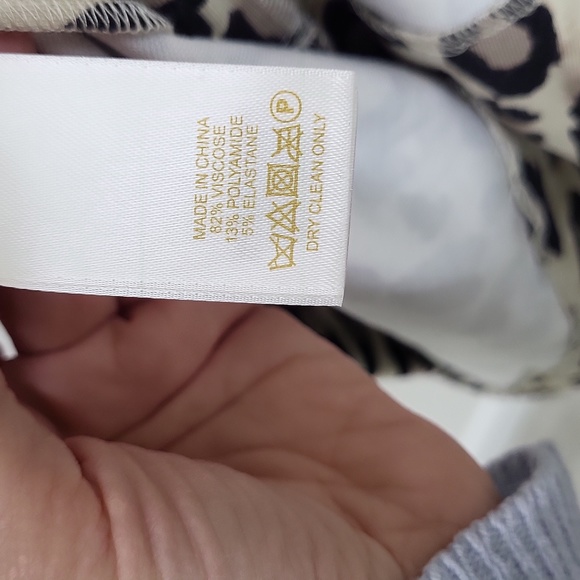 MADE IN CHINA
82% VISCOSE
13% POLYAMIDE
5% ELASTANE
P
DRY CLEAN ONLY